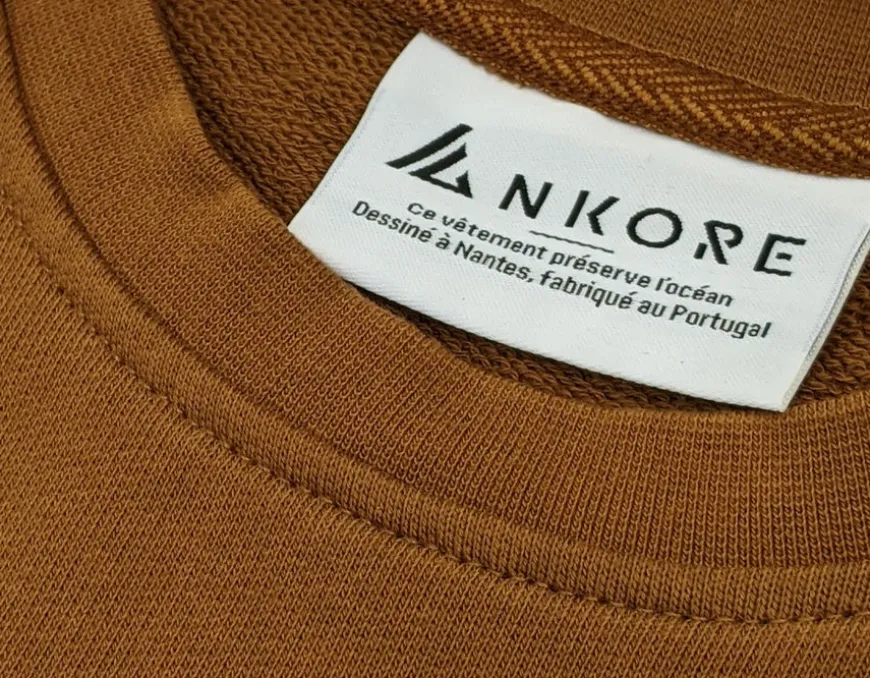 ANKORE
Ce vêtement préserve l'océan
Dessiné à Nantes, fabriqué au Portugal